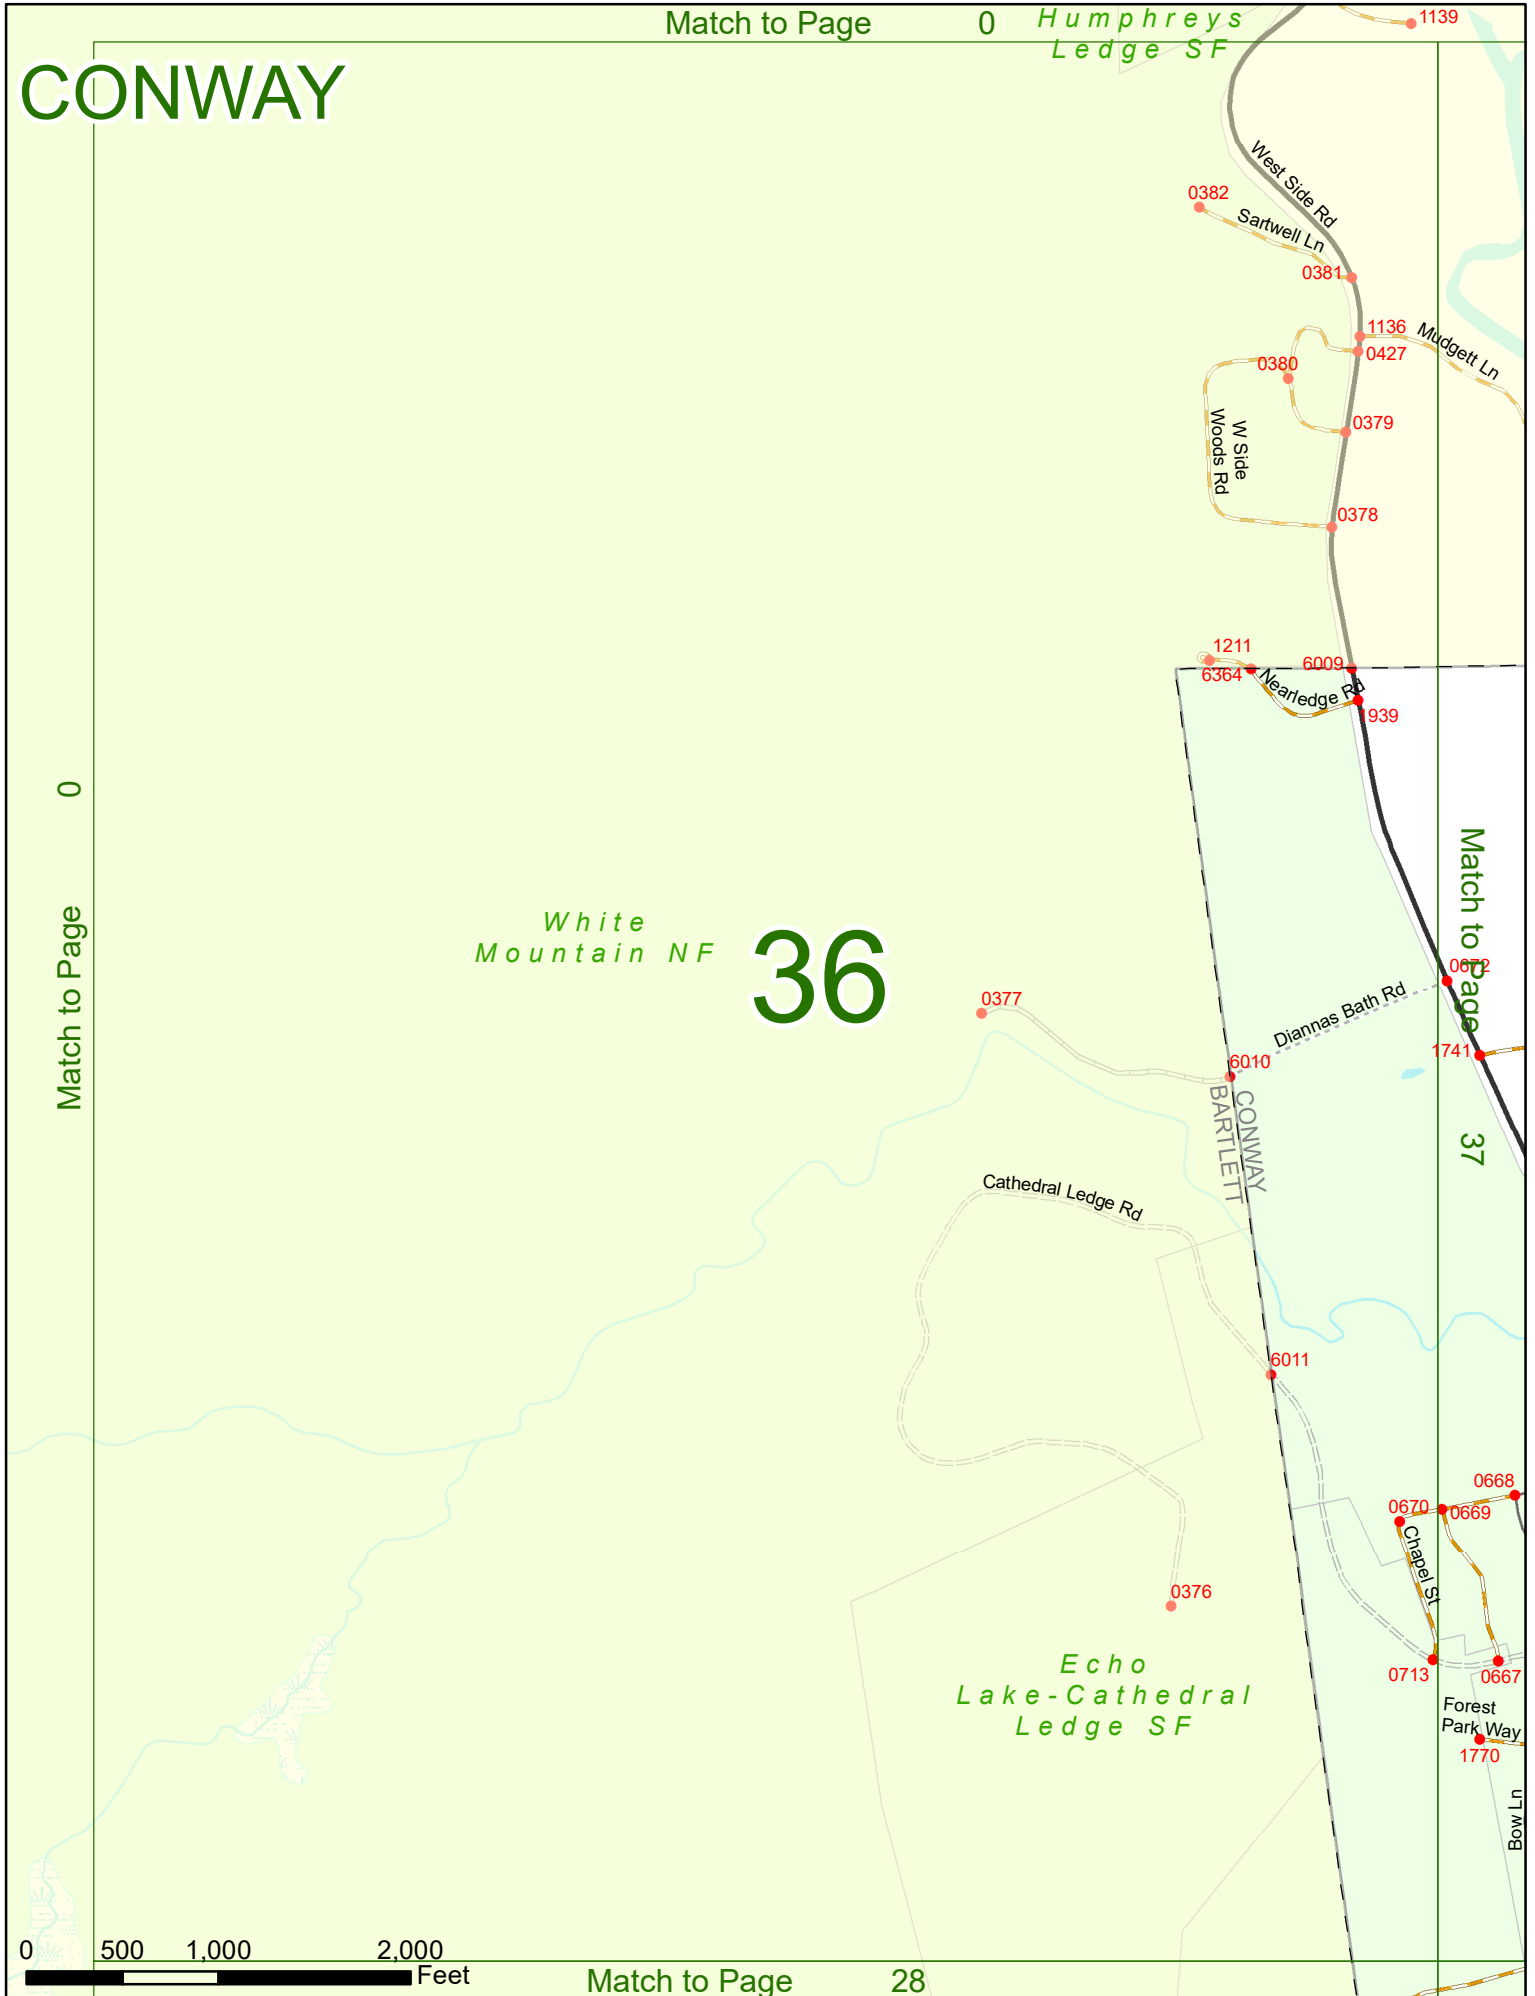 Match to Page 0
Humphreys
Ledge SF
1139
CONWAY
West Side Rd
0382
Sartwell Ln
0381
1136
Mudgett Ln
0427
0380
0379
W Side
Woods Rd
0378
1211
6009
6364
Nearledge Rd
1939
Match to Page 0
Match to Page 37
White
Mountain NF
36
0672
0377
Diannas Bath Rd
1741
6010
CONWAY
BARTLETT
Cathedral Ledge Rd
6011
0668
0670
0669
Chapel St
0376
Echo
Lake-Cathedral
Ledge SF
0713
0667
Forest
Park Way
1770
Bow Ln
0 500 1,000 2,000
Feet
Match to Page 28